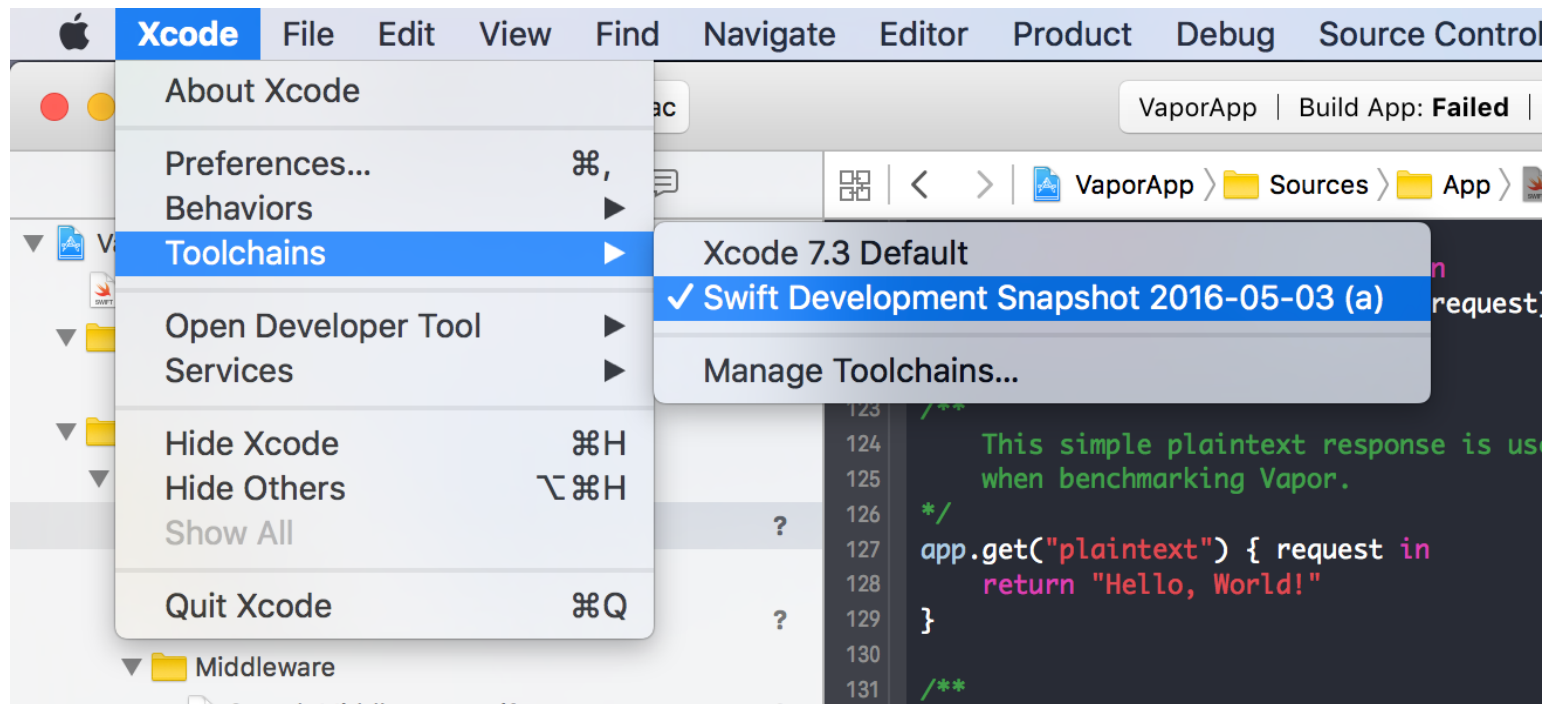 Xcode File Edit View Find Navigate Editor Product Debug Source Control
About Xcode
Preferences... ⌘,
Behaviors ▶
Toolchains ▶
Open Developer Tool ▶
Services ▶
Hide Xcode ⌘H
Hide Others ⌥⌘H
Show All
Quit Xcode ⌘Q
Xcode 7.3 Default
✓ Swift Development Snapshot 2016-05-03 (a)
Manage Toolchains...
VaporApp | Build App: Failed |
VaporApp 〉 Sources 〉 App 〉
request
123 /**
124 This simple plaintext response is
125 when benchmarking Vapor.
126 */
127 app.get("plaintext") { request in
128 return "Hello, World!"
129 }
130
131 /**
?
?
Middleware